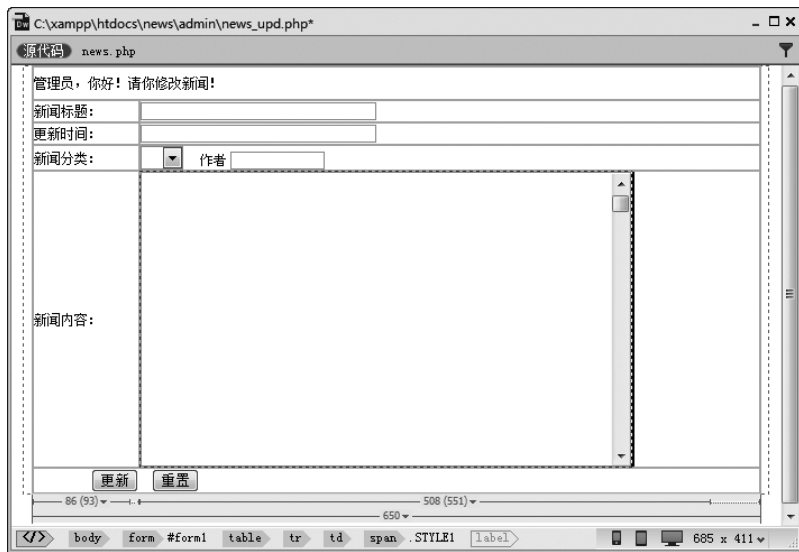 Dw C:\xampp\htdocs\news\admin\news_upd.php*
源代码 news.php
管理员，你好！请你修改新闻！
新闻标题：
更新时间：
新闻分类： 作者
新闻内容：
更新 重置
86 (93) 508 (551)
650
</> body form #form1 table tr td span .STYLE1 label 685 x 411